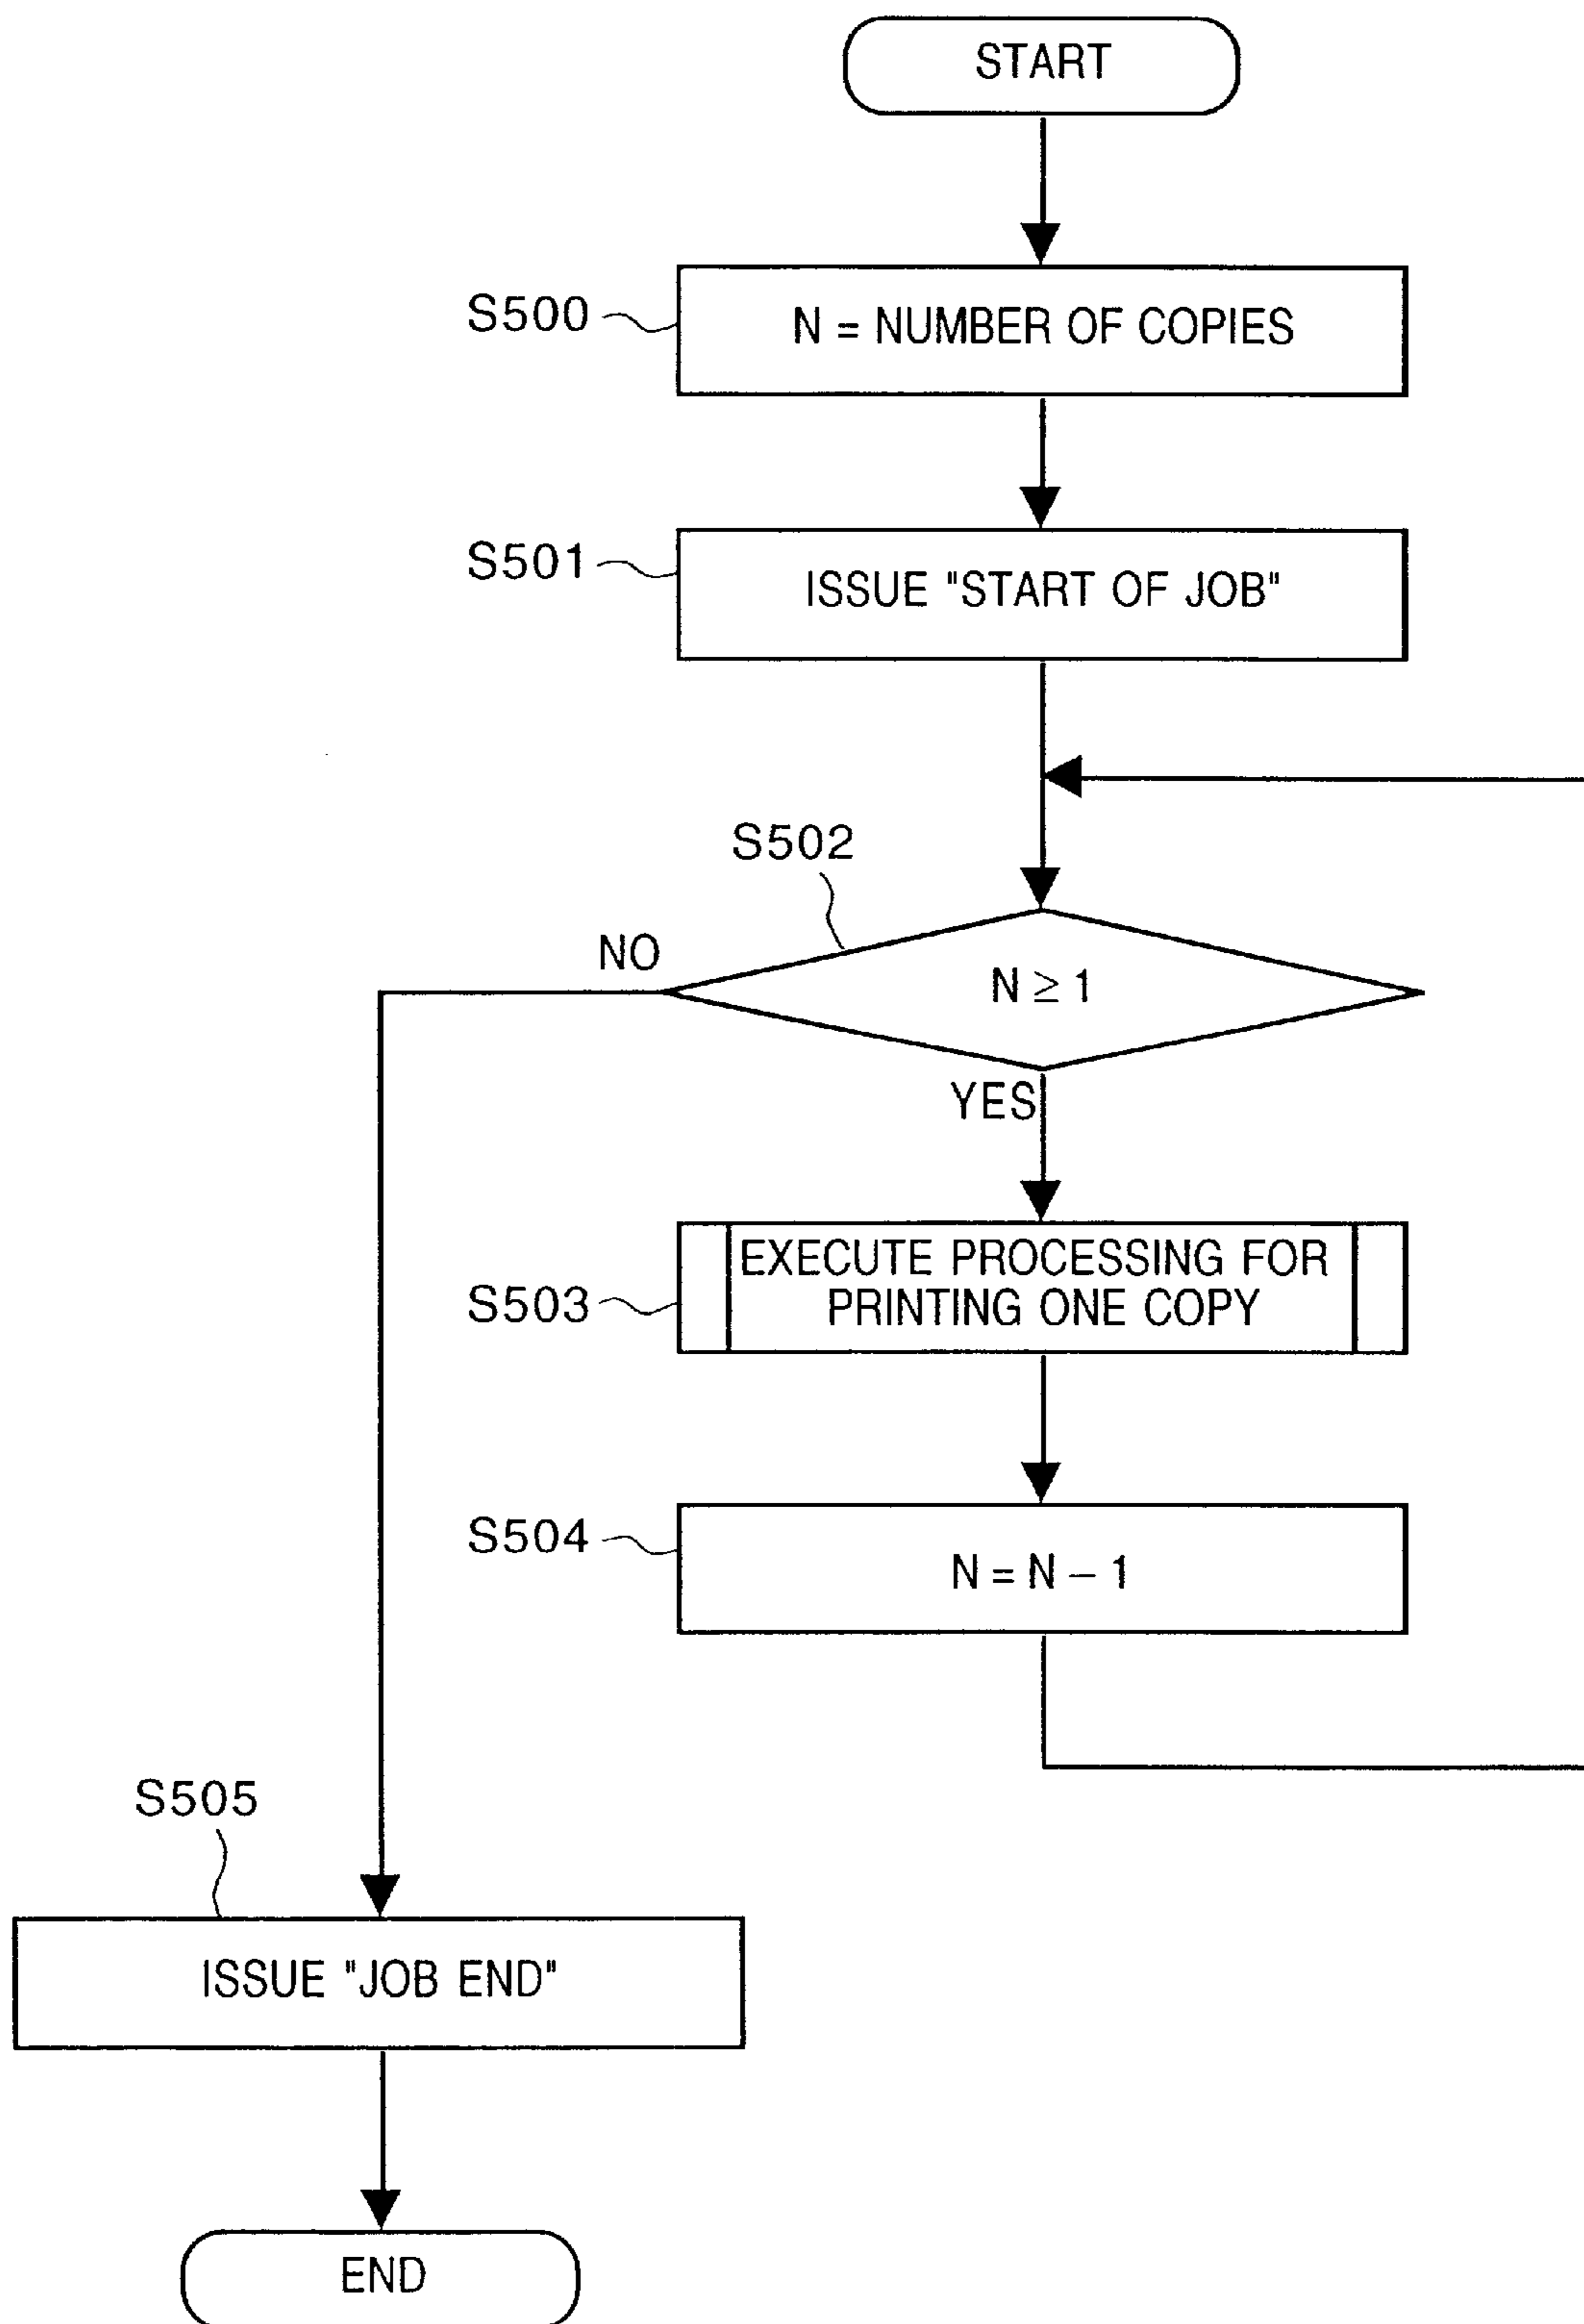 START
S500
N = NUMBER OF COPIES
S501
ISSUE "START OF JOB"
S502
NO
N ≥ 1
YES
S503
EXECUTE PROCESSING FOR
PRINTING ONE COPY
S504
N = N – 1
S505
ISSUE "JOB END"
END